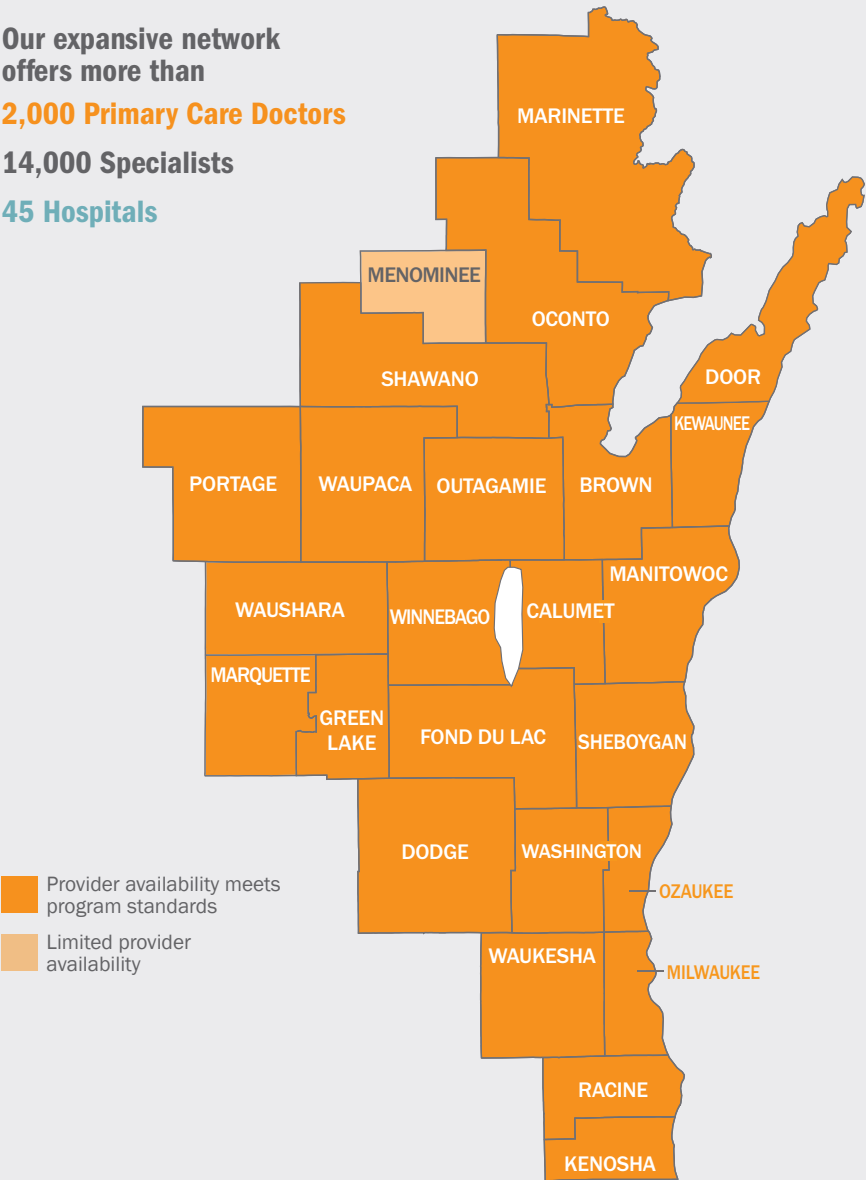 Our expansive network
offers more than
2,000 Primary Care Doctors
14,000 Specialists
45 Hospitals
MARINETTE
MENOMINEE
OCONTO
SHAWANO
DOOR
KEWAUNEE
PORTAGE
WAUPACA
OUTAGAMIE
BROWN
MANITOWOC
WAUSHARA
WINNEBAGO
CALUMET
MARQUETTE
GREEN
LAKE
FOND DU LAC
SHEBOYGAN
DODGE
WASHINGTON
OZAUKEE
WAUKESHA
MILWAUKEE
RACINE
KENOSHA
Provider availability meets
program standards
Limited provider
availability